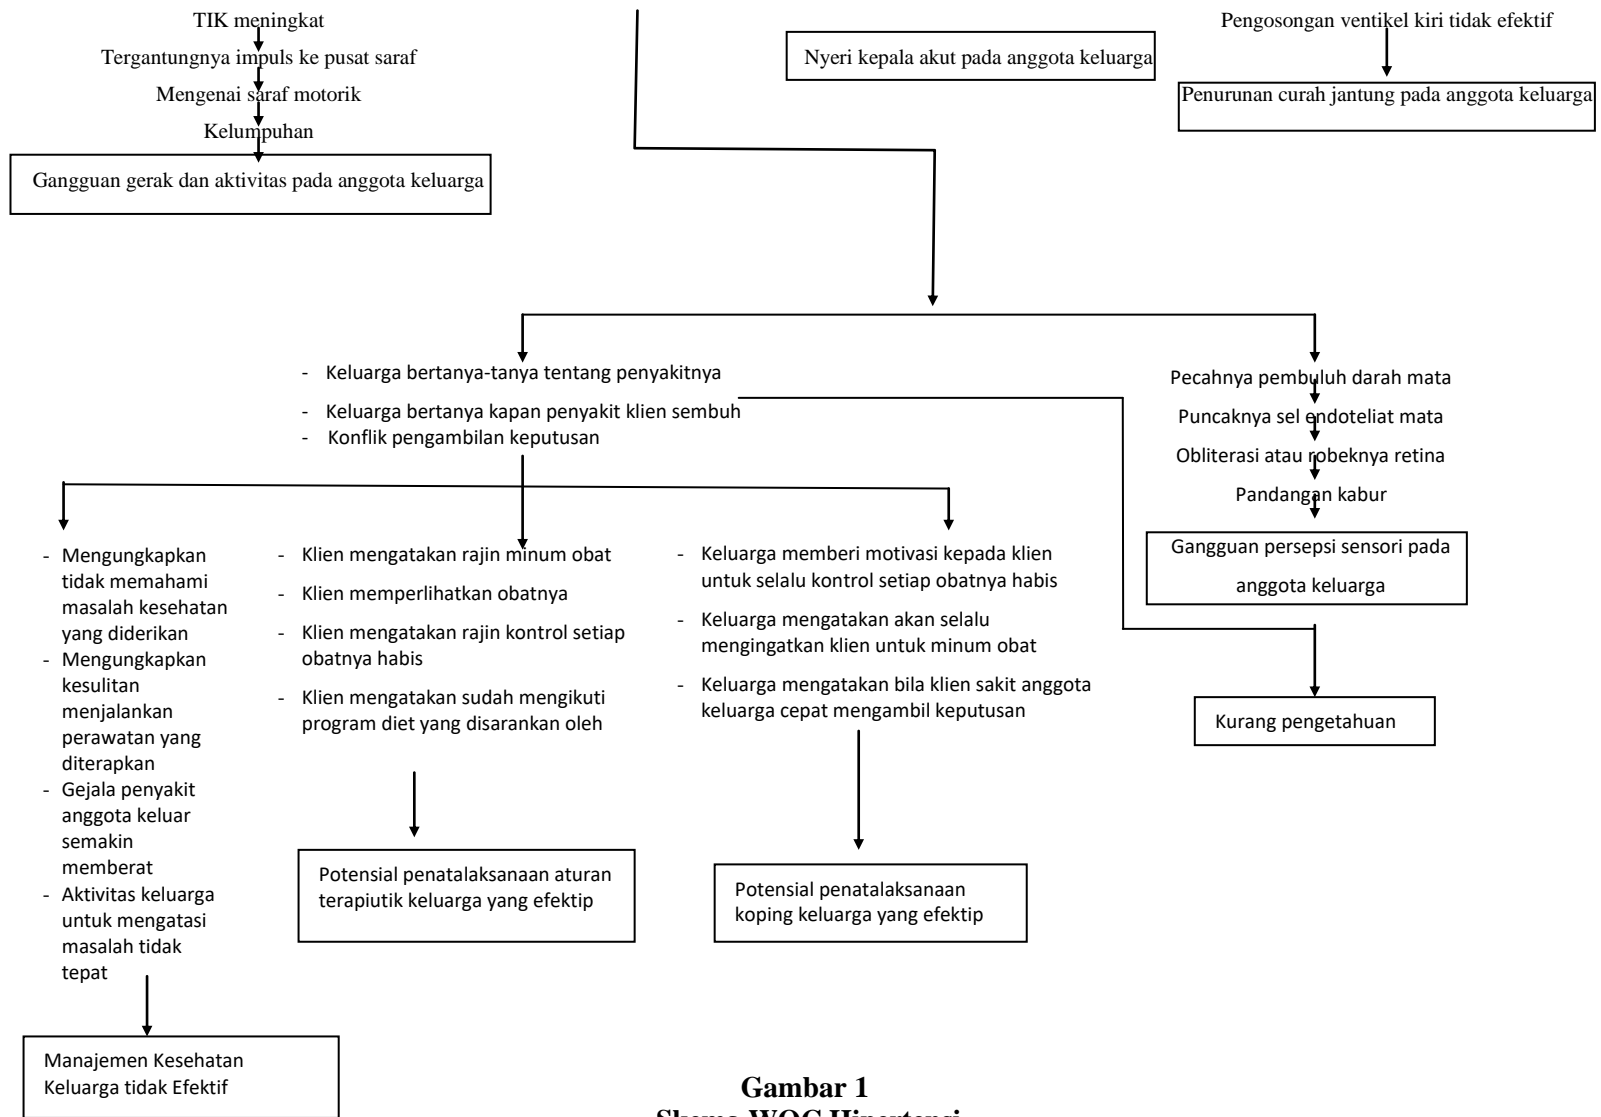 TIK meningkat
Tergantungnya impuls ke pusat saraf
Mengenai saraf motorik
Kelumpuhan
Gangguan gerak dan aktivitas pada anggota keluarga
Nyeri kepala akut pada anggota keluarga
Pengosongan ventikel kiri tidak efektif
Penurunan curah jantung pada anggota keluarga
- Keluarga bertanya-tanya tentang penyakitnya
- Keluarga bertanya kapan penyakit klien sembuh
- Konflik pengambilan keputusan
Pecahnya pembuluh darah mata
Puncaknya sel endoteliat mata
Obliterasi atau robeknya retina
Pandangan kabur
Gangguan persepsi sensori pada
anggota keluarga
Kurang pengetahuan
- Mengungkapkan
tidak memahami
masalah kesehatan
yang diderikan
- Mengungkapkan
kesulitan
menjalankan
perawatan yang
diterapkan
- Gejala penyakit
anggota keluar
semakin
memberat
- Aktivitas keluarga
untuk mengatasi
masalah tidak
tepat
Manajemen Kesehatan
Keluarga tidak Efektif
- Klien mengatakan rajin minum obat
- Klien memperlihatkan obatnya
- Klien mengatakan rajin kontrol setiap
obatnya habis
- Klien mengatakan sudah mengikuti
program diet yang disarankan oleh
Potensial penatalaksanaan aturan
terapiutik keluarga yang efektip
- Keluarga memberi motivasi kepada klien
untuk selalu kontrol setiap obatnya habis
- Keluarga mengatakan akan selalu
mengingatkan klien untuk minum obat
- Keluarga mengatakan bila klien sakit anggota
keluarga cepat mengambil keputusan
Potensial penatalaksanaan
koping keluarga yang efektip
Gambar 1
Skema WOC Hipertensi